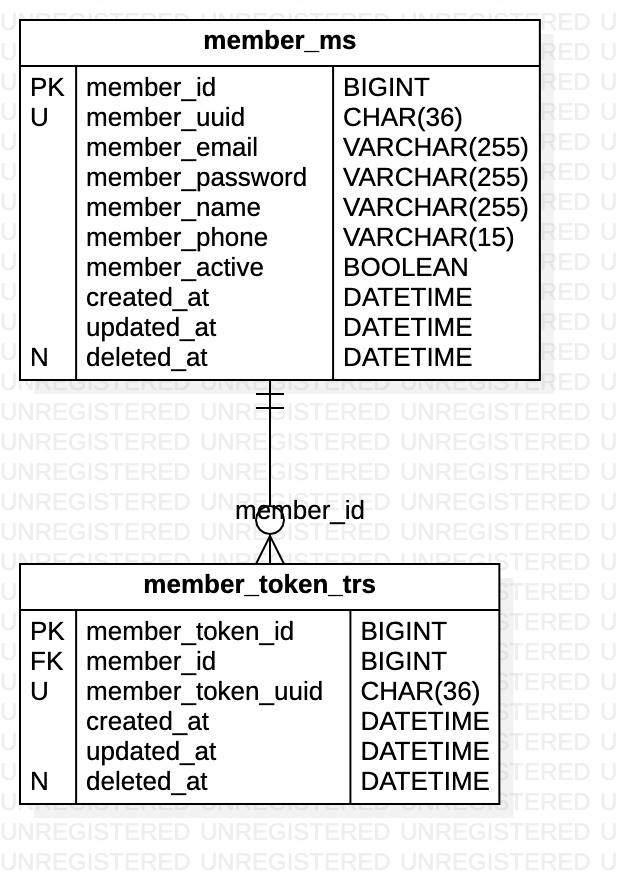 member_ms
PK member_id BIGINT
U member_uuid CHAR(36)
member_email VARCHAR(255)
member_password VARCHAR(255)
member_name VARCHAR(255)
member_phone VARCHAR(15)
member_active BOOLEAN
created_at DATETIME
updated_at DATETIME
N deleted_at DATETIME
UNREGISTERED UNREGISTERED UNREGISTERED U
UNREGISTERED UNREGISTERED UNREGISTERED U
UNREGISTERED UNREGISTERED UNREGISTERED U
member_id
member_token_trs
PK member_token_id BIGINT
FK member_id BIGINT
U member_token_uuid CHAR(36)
created_at DATETIME
updated_at DATETIME
N deleted_at DATETIME
UNREGISTERED UNREGISTERED UNREGISTERED U
UNREGISTERED UNREGISTERED UNREGISTERED U